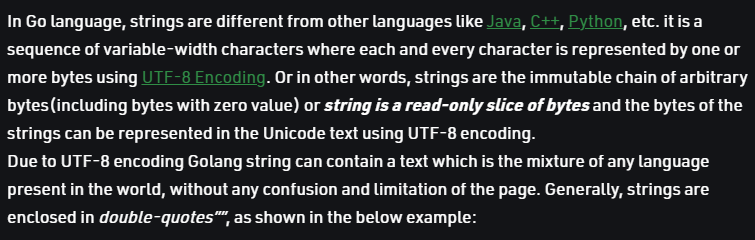 In Go language, strings are different from other languages like Java, C++, Python, etc. it is a
sequence of variable-width characters where each and every character is represented by one or
more bytes using UTF-8 Encoding. Or in other words, strings are the immutable chain of arbitrary
bytes(including bytes with zero value) or string is a read-only slice of bytes and the bytes of the
strings can be represented in the Unicode text using UTF-8 encoding.
Due to UTF-8 encoding Golang string can contain a text which is the mixture of any language
present in the world, without any confusion and limitation of the page. Generally, strings are
enclosed in double-quotes””, as shown in the below example: